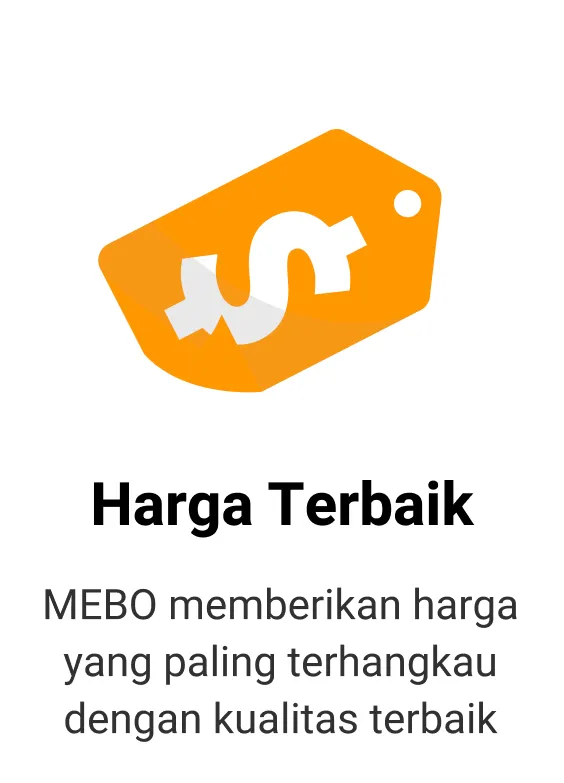 Harga Terbaik
MEBO memberikan harga
yang paling terhangkau
dengan kualitas terbaik